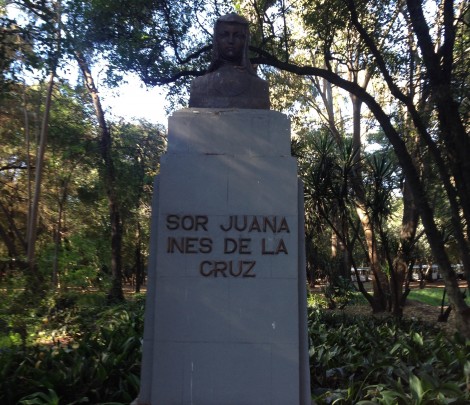 SOR JUANA
INES DE LA
CRUZ